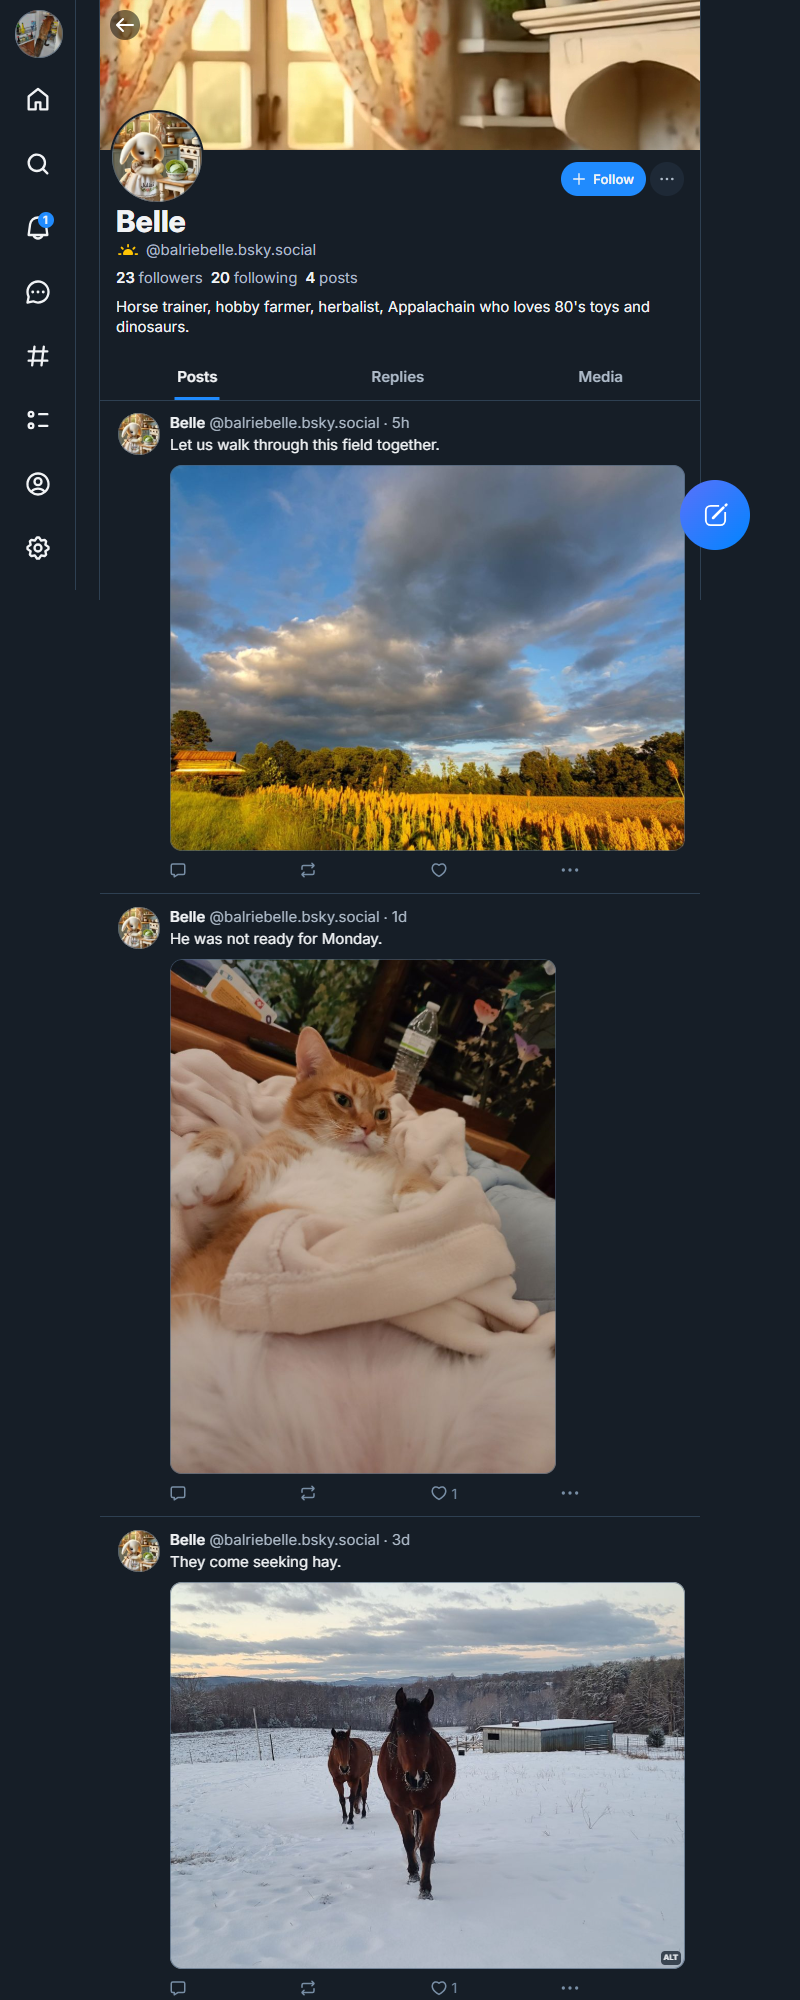 1
+ Follow
Belle
@balriebelle.bsky.social
23 followers 20 following 4 posts
Horse trainer, hobby farmer, herbalist, Appalachain who loves 80's toys and
dinosaurs.
Posts Replies Media
Belle @balriebelle.bsky.social · 5h
Let us walk through this field together.
Belle @balriebelle.bsky.social · 1d
He was not ready for Monday.
1
Belle @balriebelle.bsky.social · 3d
They come seeking hay.
ALT
1